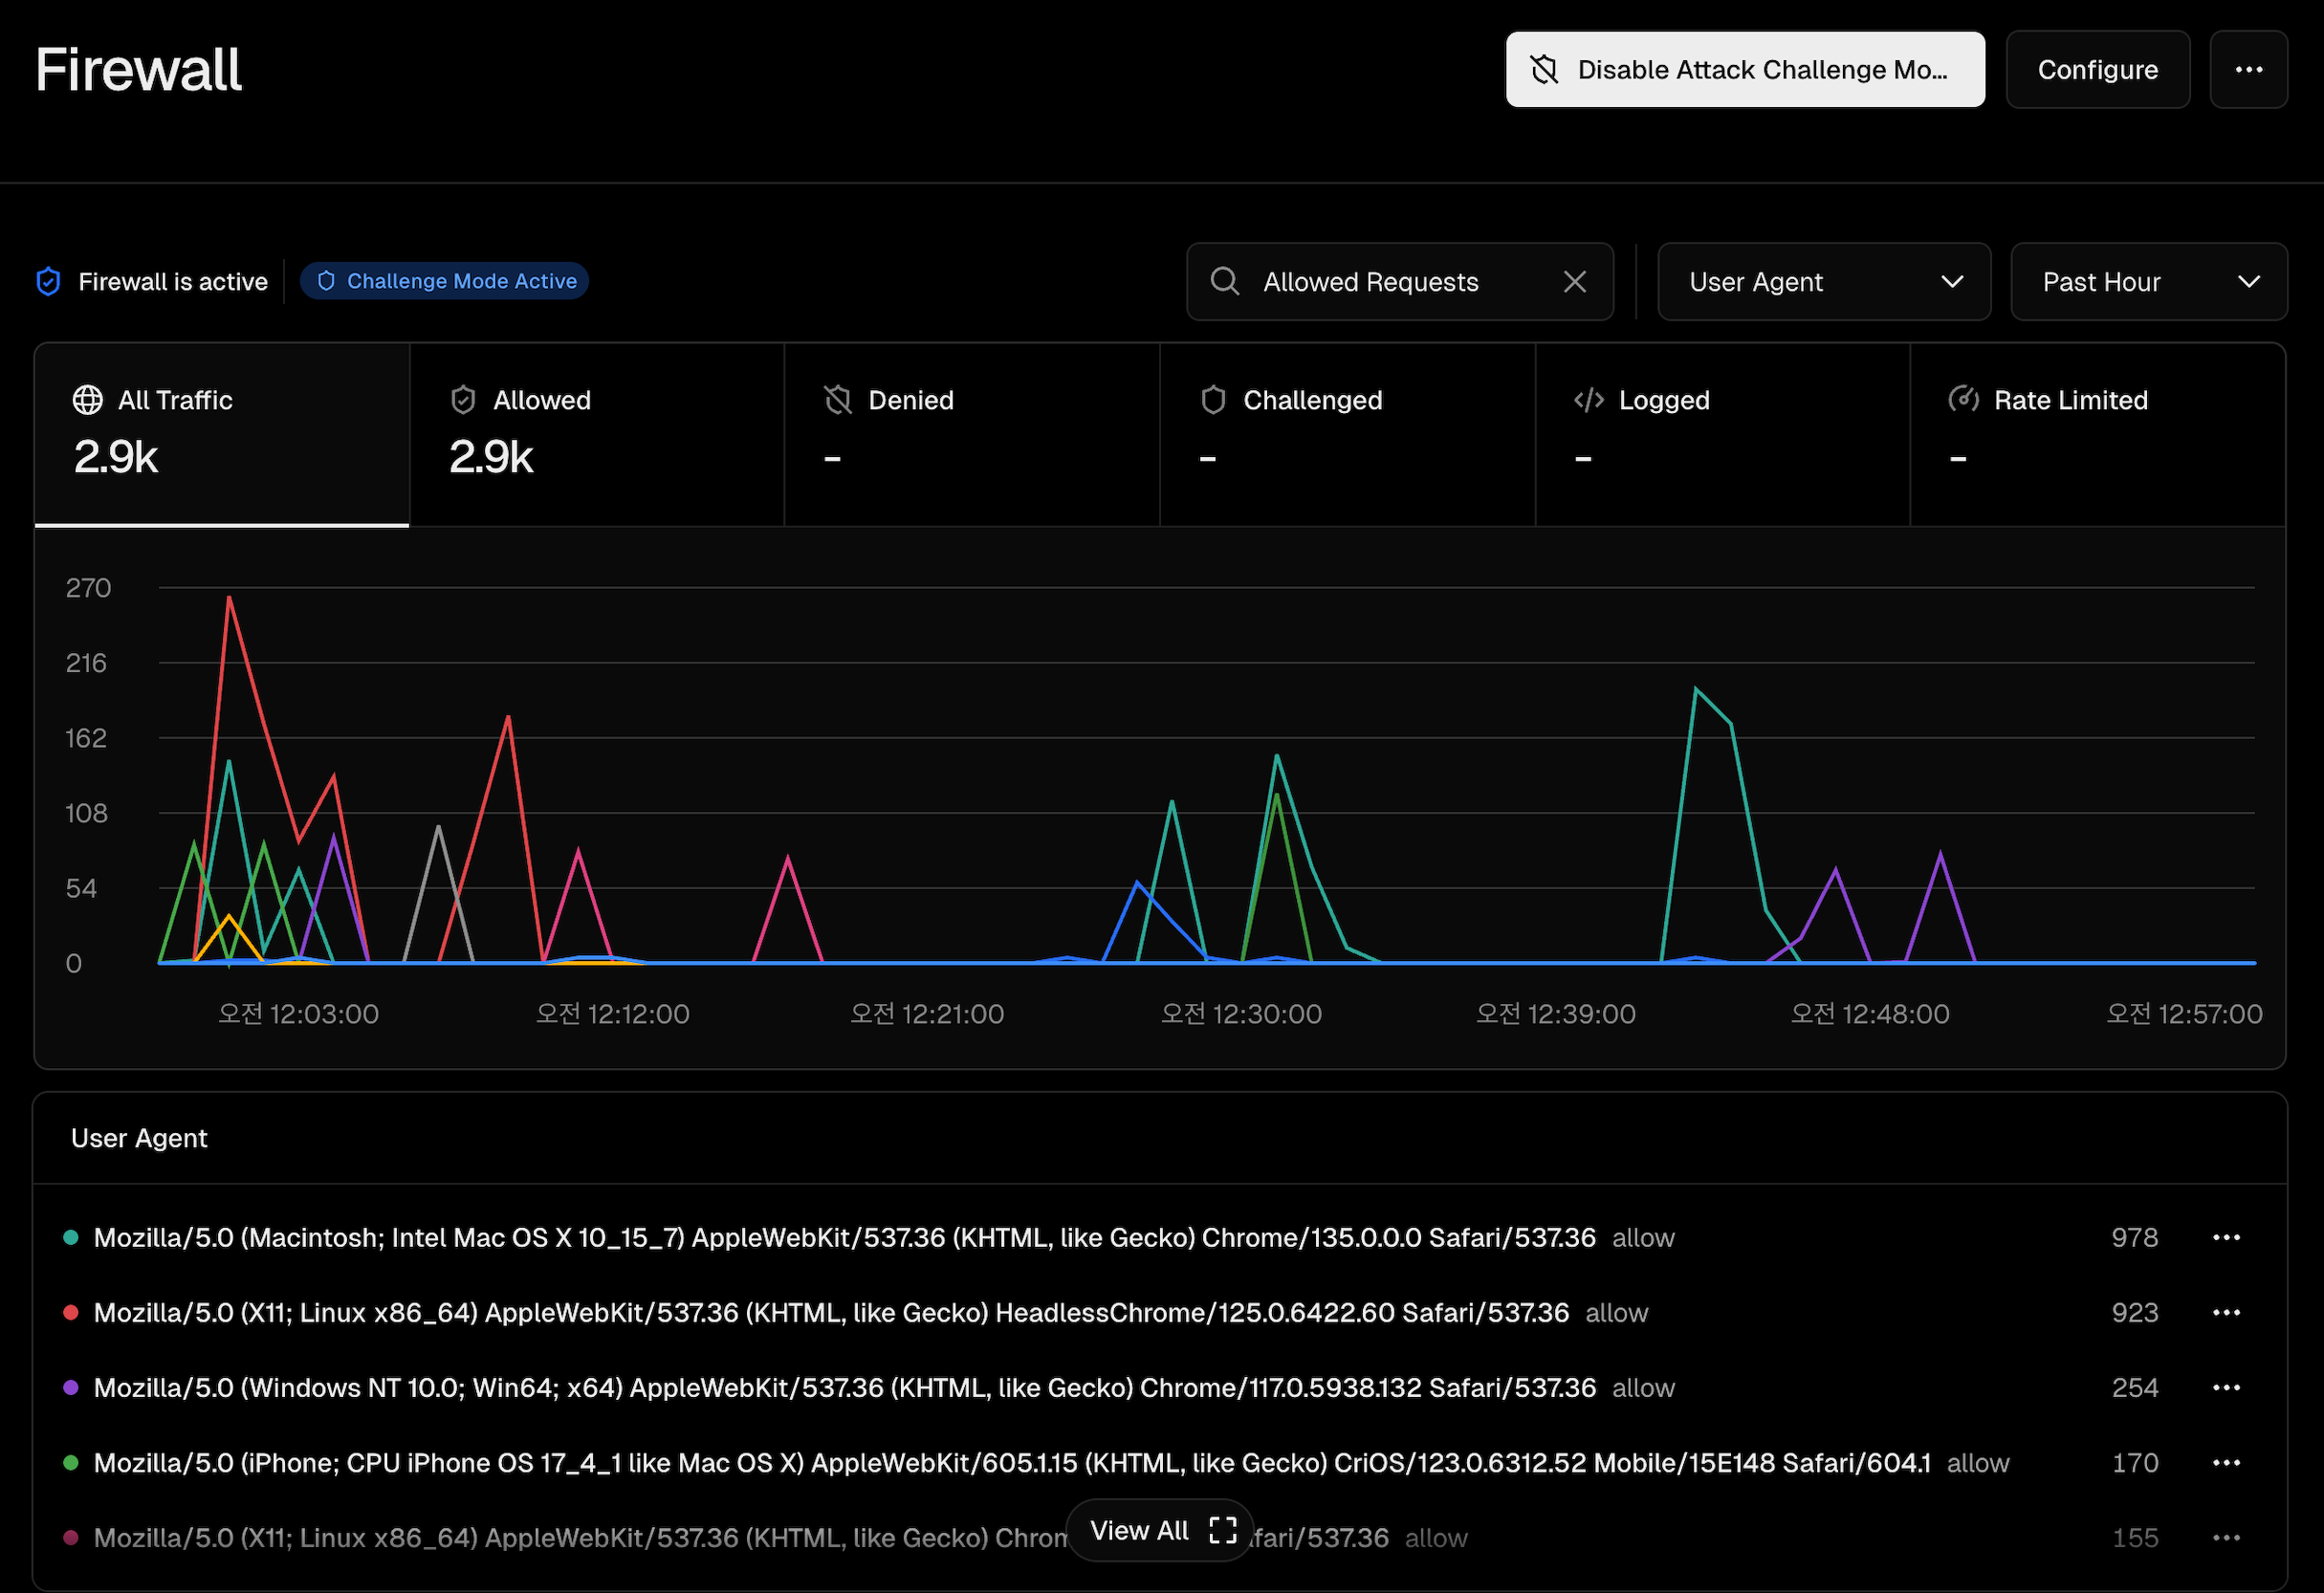 Firewall
Disable Attack Challenge Mo...
Configure
Firewall is active
Challenge Mode Active
Allowed Requests
User Agent
Past Hour
All Traffic
2.9k
Allowed
2.9k
Denied
-
Challenged
-
Logged
-
Rate Limited
-
270
216
162
108
54
0
오전 12:03:00
오전 12:12:00
오전 12:21:00
오전 12:30:00
오전 12:39:00
오전 12:48:00
오전 12:57:00
User Agent
Mozilla/5.0 (Macintosh; Intel Mac OS X 10_15_7) AppleWebKit/537.36 (KHTML, like Gecko) Chrome/135.0.0.0 Safari/537.36 allow 978
Mozilla/5.0 (X11; Linux x86_64) AppleWebKit/537.36 (KHTML, like Gecko) HeadlessChrome/125.0.6422.60 Safari/537.36 allow 923
Mozilla/5.0 (Windows NT 10.0; Win64; x64) AppleWebKit/537.36 (KHTML, like Gecko) Chrome/117.0.5938.132 Safari/537.36 allow 254
Mozilla/5.0 (iPhone; CPU iPhone OS 17_4_1 like Mac OS X) AppleWebKit/605.1.15 (KHTML, like Gecko) CriOS/123.0.6312.52 Mobile/15E148 Safari/604.1 allow 170
Mozilla/5.0 (X11; Linux x86_64) AppleWebKit/537.36 (KHTML, like Gecko) allow 155
View All